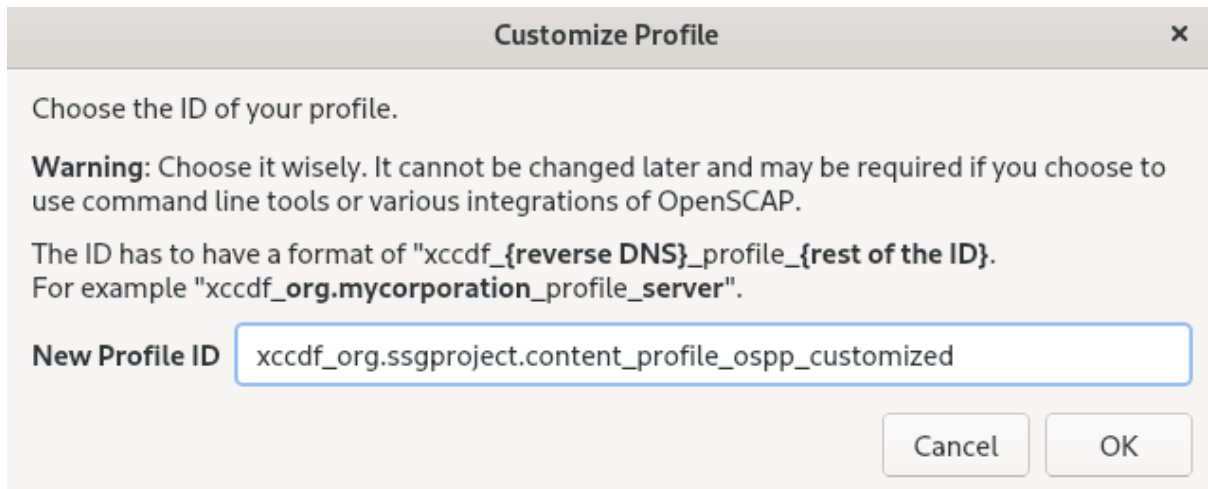 Customize Profile
Choose the ID of your profile.
Warning: Choose it wisely. It cannot be changed later and may be required if you choose to
use command line tools or various integrations of OpenSCAP.
The ID has to have a format of "xccdf_{reverse DNS}_profile_{rest of the ID}.
For example "xccdf_org.mycorporation_profile_server".
New Profile ID xccdf_org.ssgproject.content_profile_ospp_customized
Cancel OK